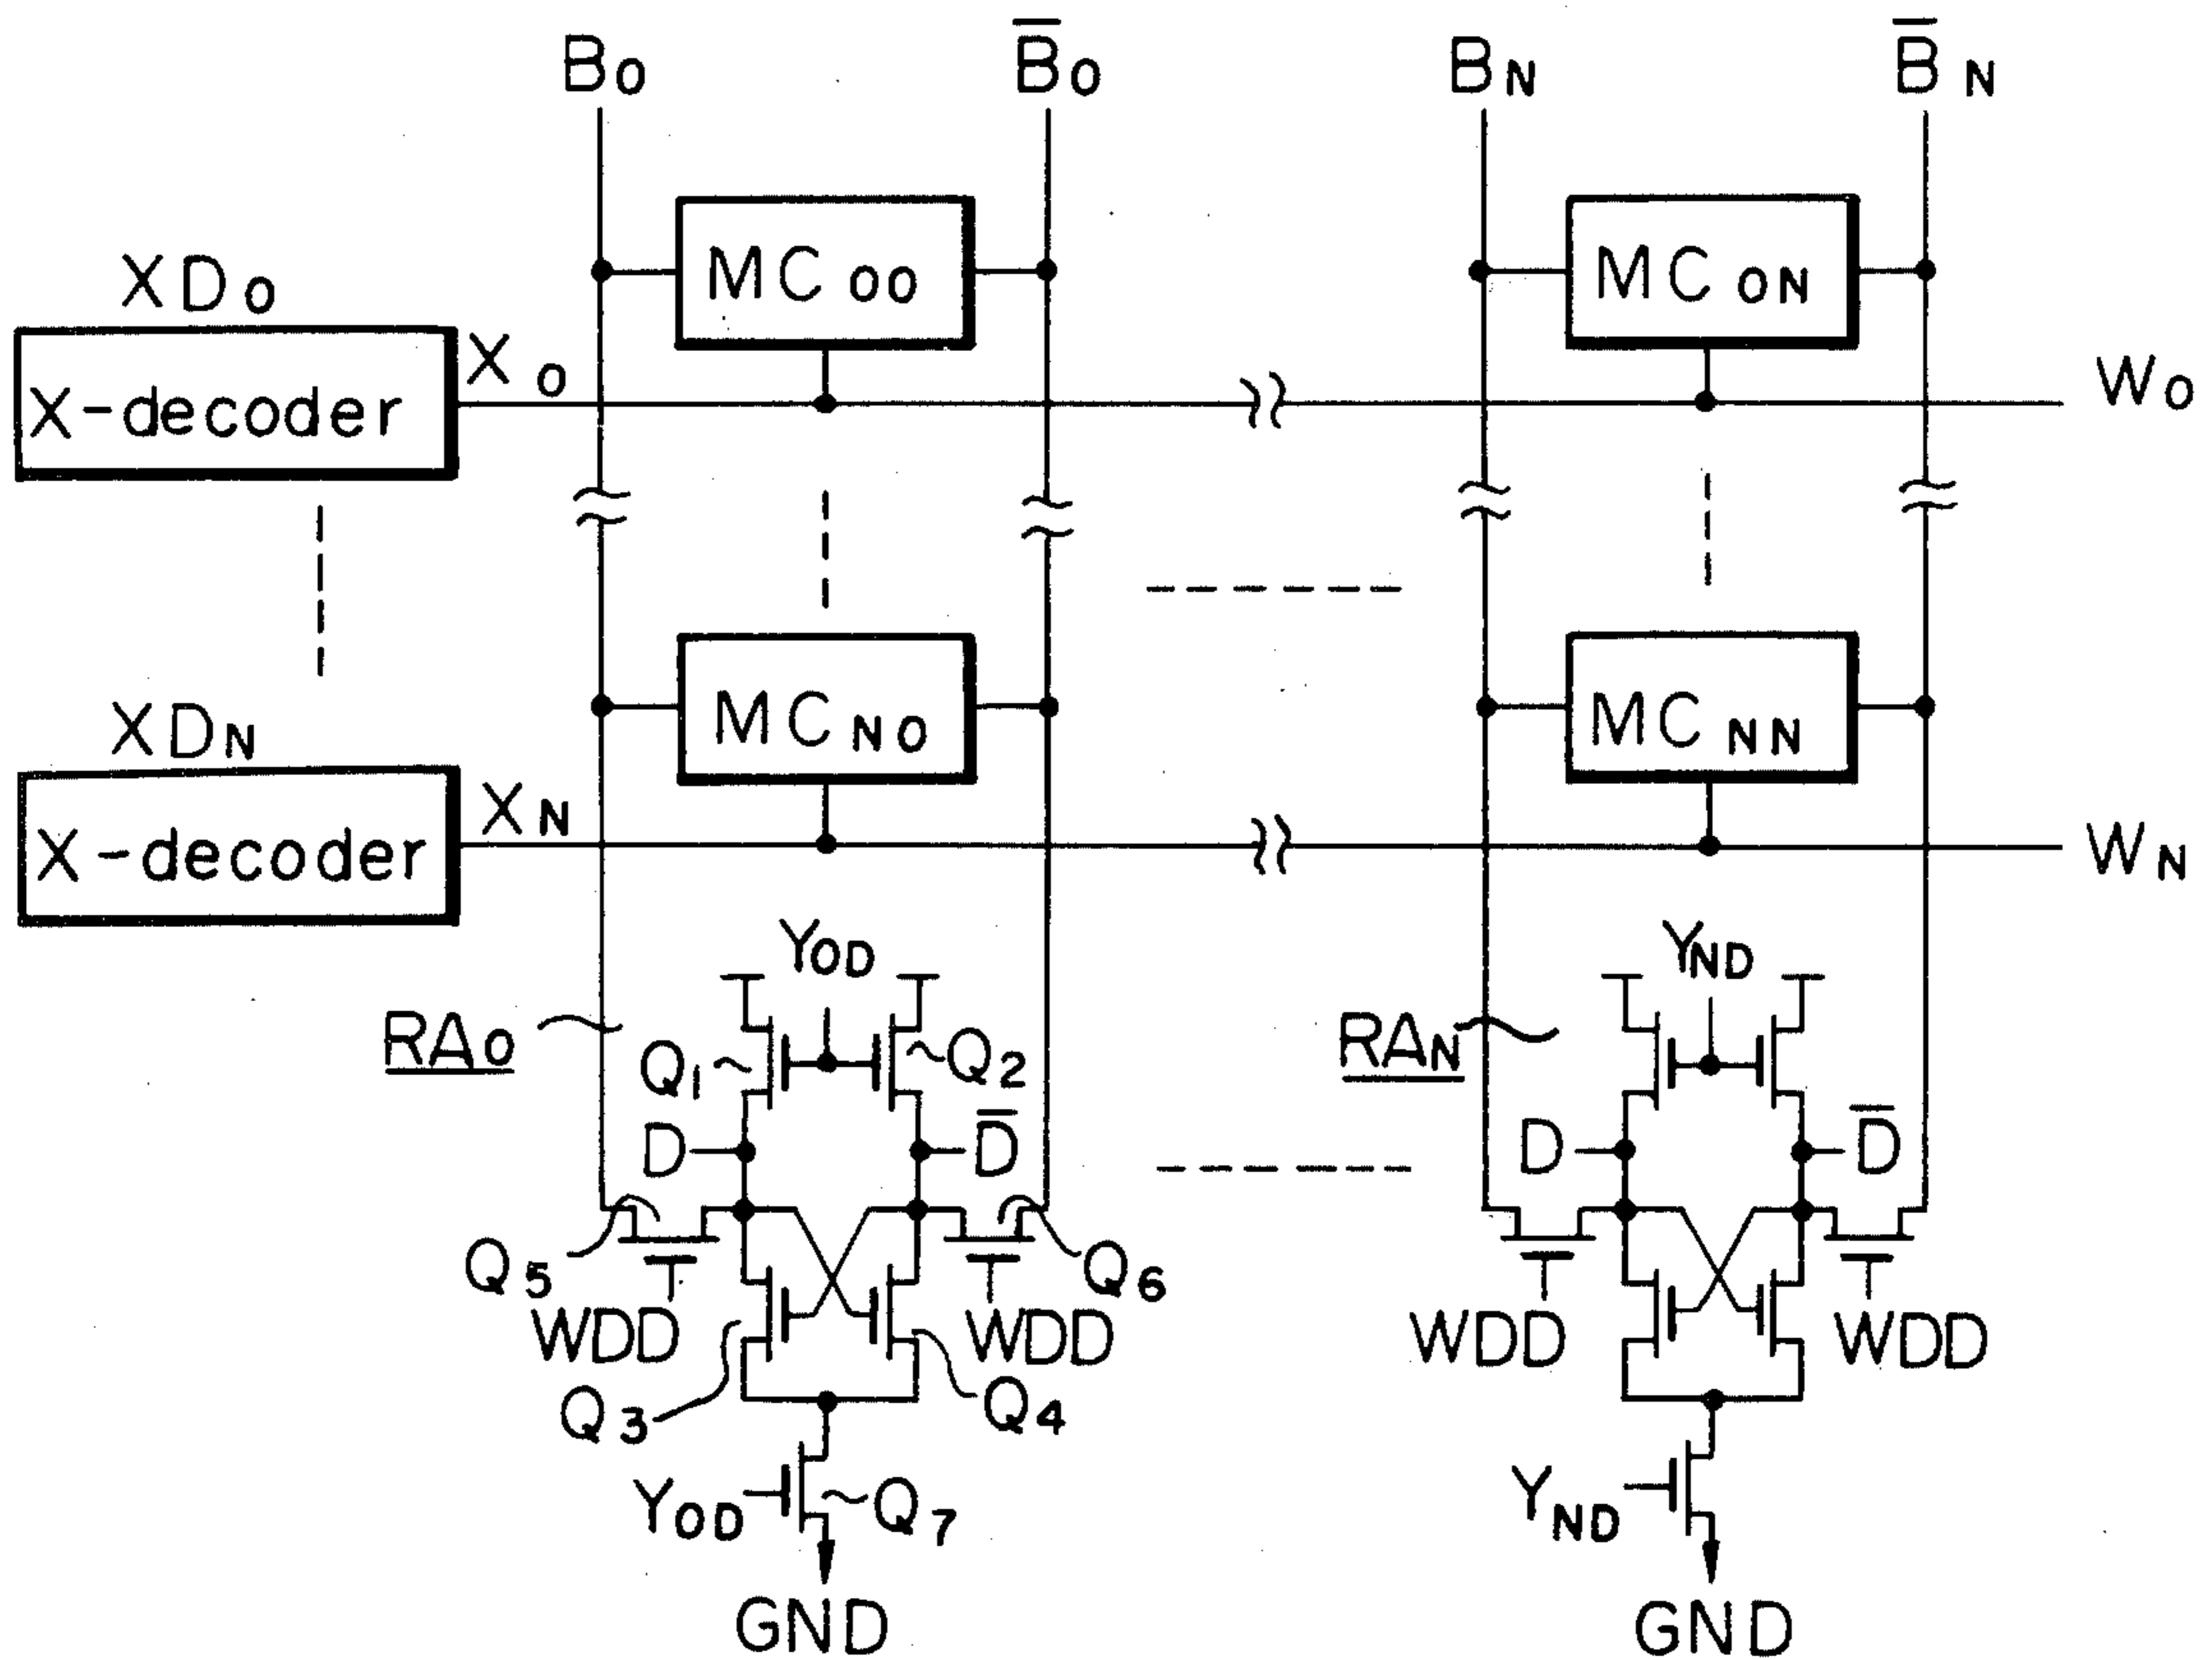 B0 B̅0 BN B̅N
MC00 MC0N
XD0
X-decoder X0 W0
MCN0 MCNN
XDN
X-decoder XN WN
Y0D YND
RA0 Q1 Q2 RAN
D D̅ D D̅
Q5 Q6
WDD WDD WDD WDD
Q3 Q4
Y0D Q7 YND
GND GND